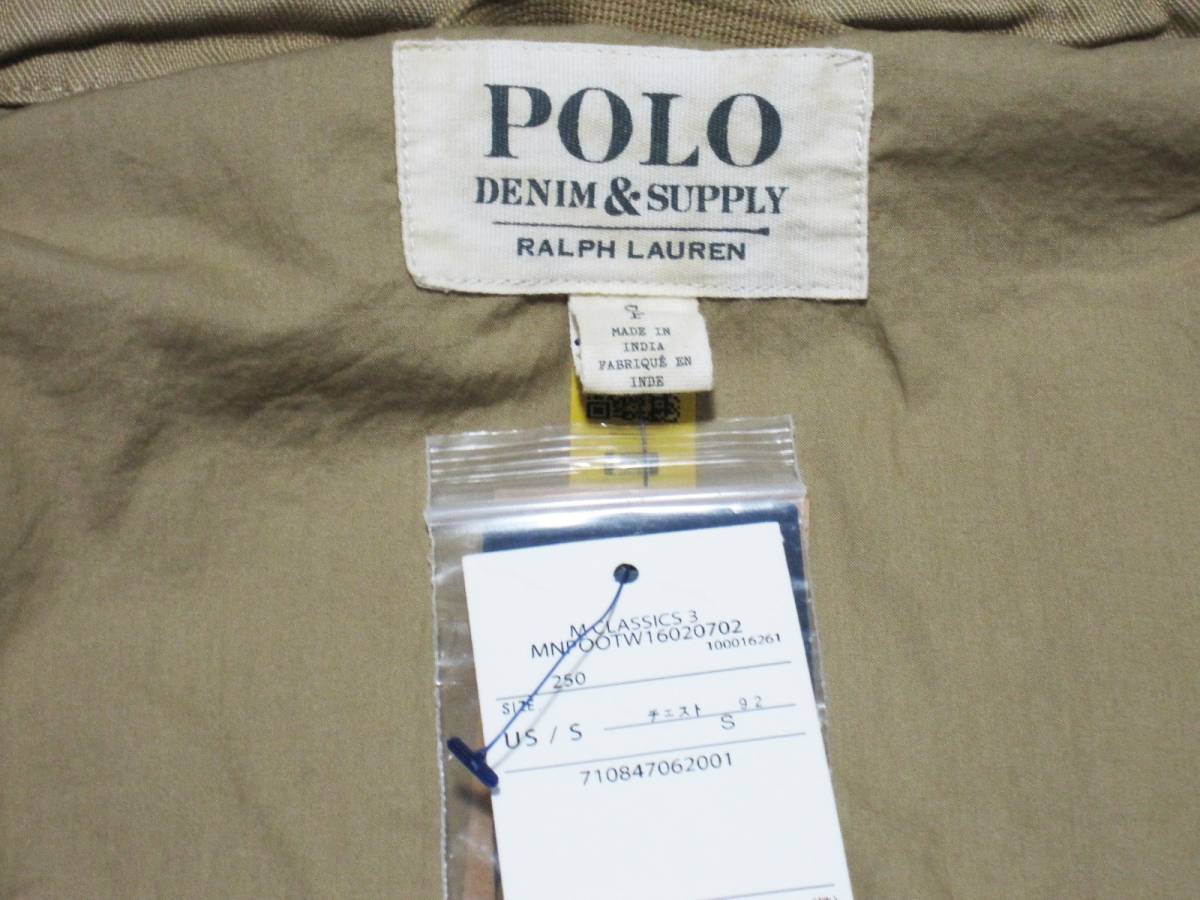 POLO
DENIM & SUPPLY
RALPH LAUREN
S
MADE IN
INDIA
FABRIQUÉ EN
INDE
M CLASSICS 3
MNPOOTW16020702
100016261
250
SIZE
チェスト 92
US / S
S
710847062001